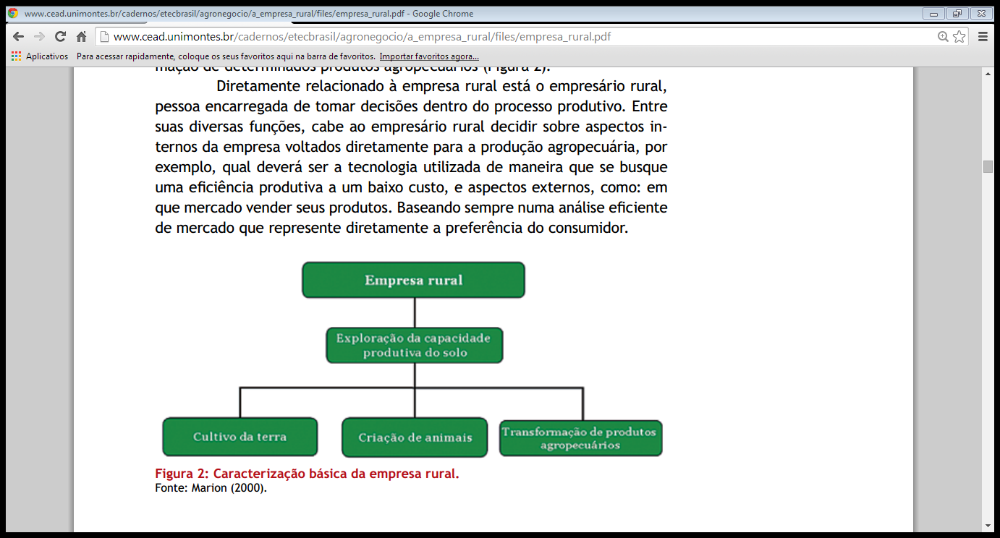 www.cead.unimontes.br/cadernos/etecbrasil/agronegocio/a_empresa_rural/files/empresa_rural.pdf - Google Chrome
www.cead.unimontes.br/cadernos/etecbrasil/agronegocio/a_empresa_rural/files/empresa_rural.pdf
Aplicativos Para acessar rapidamente, coloque os seus favoritos aqui na barra de favoritos. Importar favoritos agora...
mação de determinados produtos agropecuários (Figura 2).
Diretamente relacionado à empresa rural está o empresário rural,
pessoa encarregada de tomar decisões dentro do processo produtivo. Entre
suas diversas funções, cabe ao empresário rural decidir sobre aspectos in-
ternos da empresa voltados diretamente para a produção agropecuária, por
exemplo, qual deverá ser a tecnologia utilizada de maneira que se busque
uma eficiência produtiva a um baixo custo, e aspectos externos, como: em
que mercado vender seus produtos. Baseando sempre numa análise eficiente
de mercado que represente diretamente a preferência do consumidor.
Empresa rural
Exploração da capacidade
produtiva do solo
Cultivo da terra
Criação de animais
Transformação de produtos
agropecuários
Figura 2: Caracterização básica da empresa rural.
Fonte: Marion (2000).